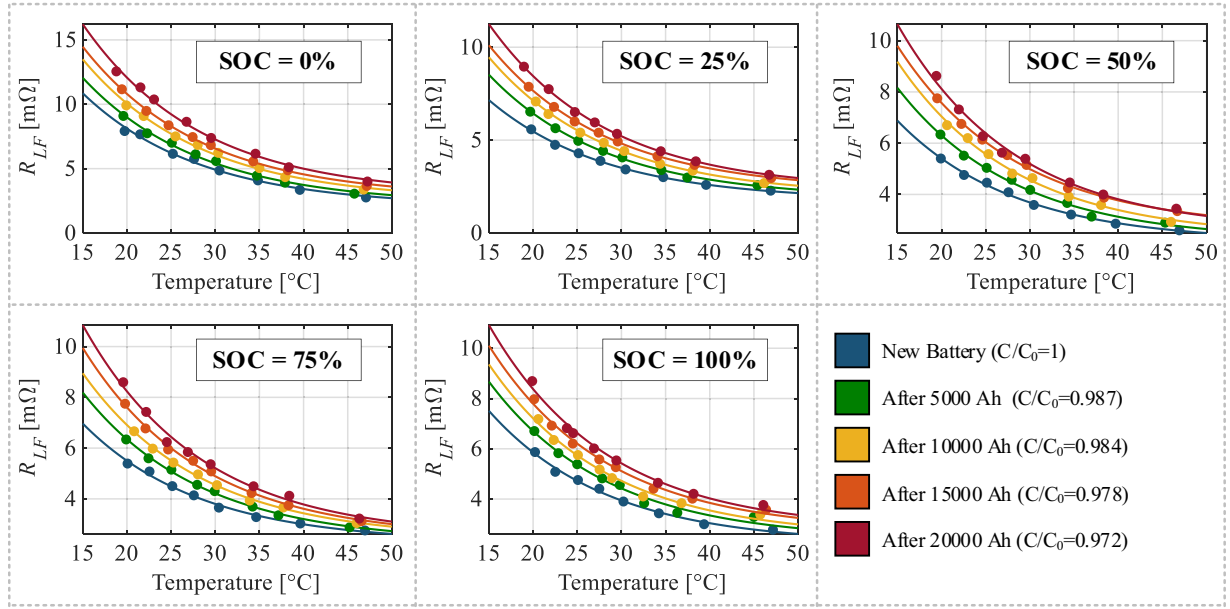 SOC = 0%
15
10
5
0
R_LF [mΩ]
15 20 25 30 35 40 45 50
Temperature [°C]
SOC = 25%
10
5
0
R_LF [mΩ]
15 20 25 30 35 40 45 50
Temperature [°C]
SOC = 50%
10
8
6
4
R_LF [mΩ]
15 20 25 30 35 40 45 50
Temperature [°C]
SOC = 75%
10
8
6
4
R_LF [mΩ]
15 20 25 30 35 40 45 50
Temperature [°C]
SOC = 100%
10
8
6
4
R_LF [mΩ]
15 20 25 30 35 40 45 50
Temperature [°C]
New Battery (C/C₀=1)
After 5000 Ah (C/C₀=0.987)
After 10000 Ah (C/C₀=0.984)
After 15000 Ah (C/C₀=0.978)
After 20000 Ah (C/C₀=0.972)